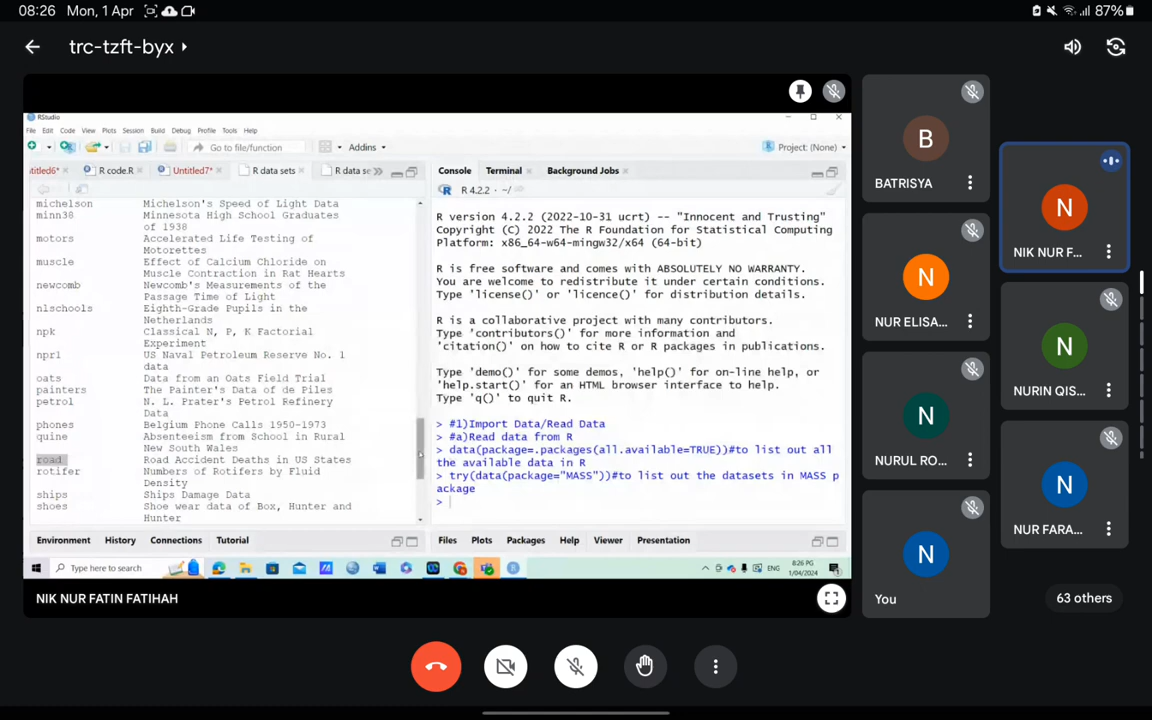 08:26 Mon, 1 Apr
87%
trc-tzft-byx
RStudio
File Edit Code View Plots Session Build Debug Profile Tools Help
Go to file/function
Addins
Project: (None)
ntitled6*
R code.R
Untitled7*
R data sets
R data se
michelson Michelson's Speed of Light Data
minn38 Minnesota High School Graduates
of 1938
motors Accelerated Life Testing of
Motorettes
muscle Effect of Calcium Chloride on
Muscle Contraction in Rat Hearts
newcomb Newcomb's Measurements of the
Passage Time of Light
nlschools Eighth-Grade Pupils in the
Netherlands
npk Classical N, P, K Factorial
Experiment
npr1 US Naval Petroleum Reserve No. 1
data
oats Data from an Oats Field Trial
painters The Painter's Data of de Piles
petrol N. L. Prater's Petrol Refinery
Data
phones Belgium Phone Calls 1950-1973
quine Absenteeism from School in Rural
New South Wales
road Road Accident Deaths in US States
rotifer Numbers of Rotifers by Fluid
Density
ships Ships Damage Data
shoes Shoe wear data of Box, Hunter and
Hunter
Environment History Connections Tutorial
Console Terminal Background Jobs
R 4.2.2 · ~/
R version 4.2.2 (2022-10-31 ucrt) -- "Innocent and Trusting"
Copyright (C) 2022 The R Foundation for Statistical Computing
Platform: x86_64-w64-mingw32/x64 (64-bit)
R is free software and comes with ABSOLUTELY NO WARRANTY.
You are welcome to redistribute it under certain conditions.
Type 'license()' or 'licence()' for distribution details.
R is a collaborative project with many contributors.
Type 'contributors()' for more information and
'citation()' on how to cite R or R packages in publications.
Type 'demo()' for some demos, 'help()' for on-line help, or
'help.start()' for an HTML browser interface to help.
Type 'q()' to quit R.
> #1)Import Data/Read Data
> #a)Read data from R
> data(package=.packages(all.available=TRUE))#to list out all
the available data in R
> try(data(package="MASS"))#to list out the datasets in MASS p
ackage
>
Files Plots Packages Help Viewer Presentation
Type here to search
ENG
8:26 PG
1/04/2024
NIK NUR FATIN FATIHAH
B
BATRISYA
N
NUR ELISA...
N
NURUL RO...
N
You
N
NIK NUR F...
N
NURIN QIS...
N
NUR FARA...
63 others